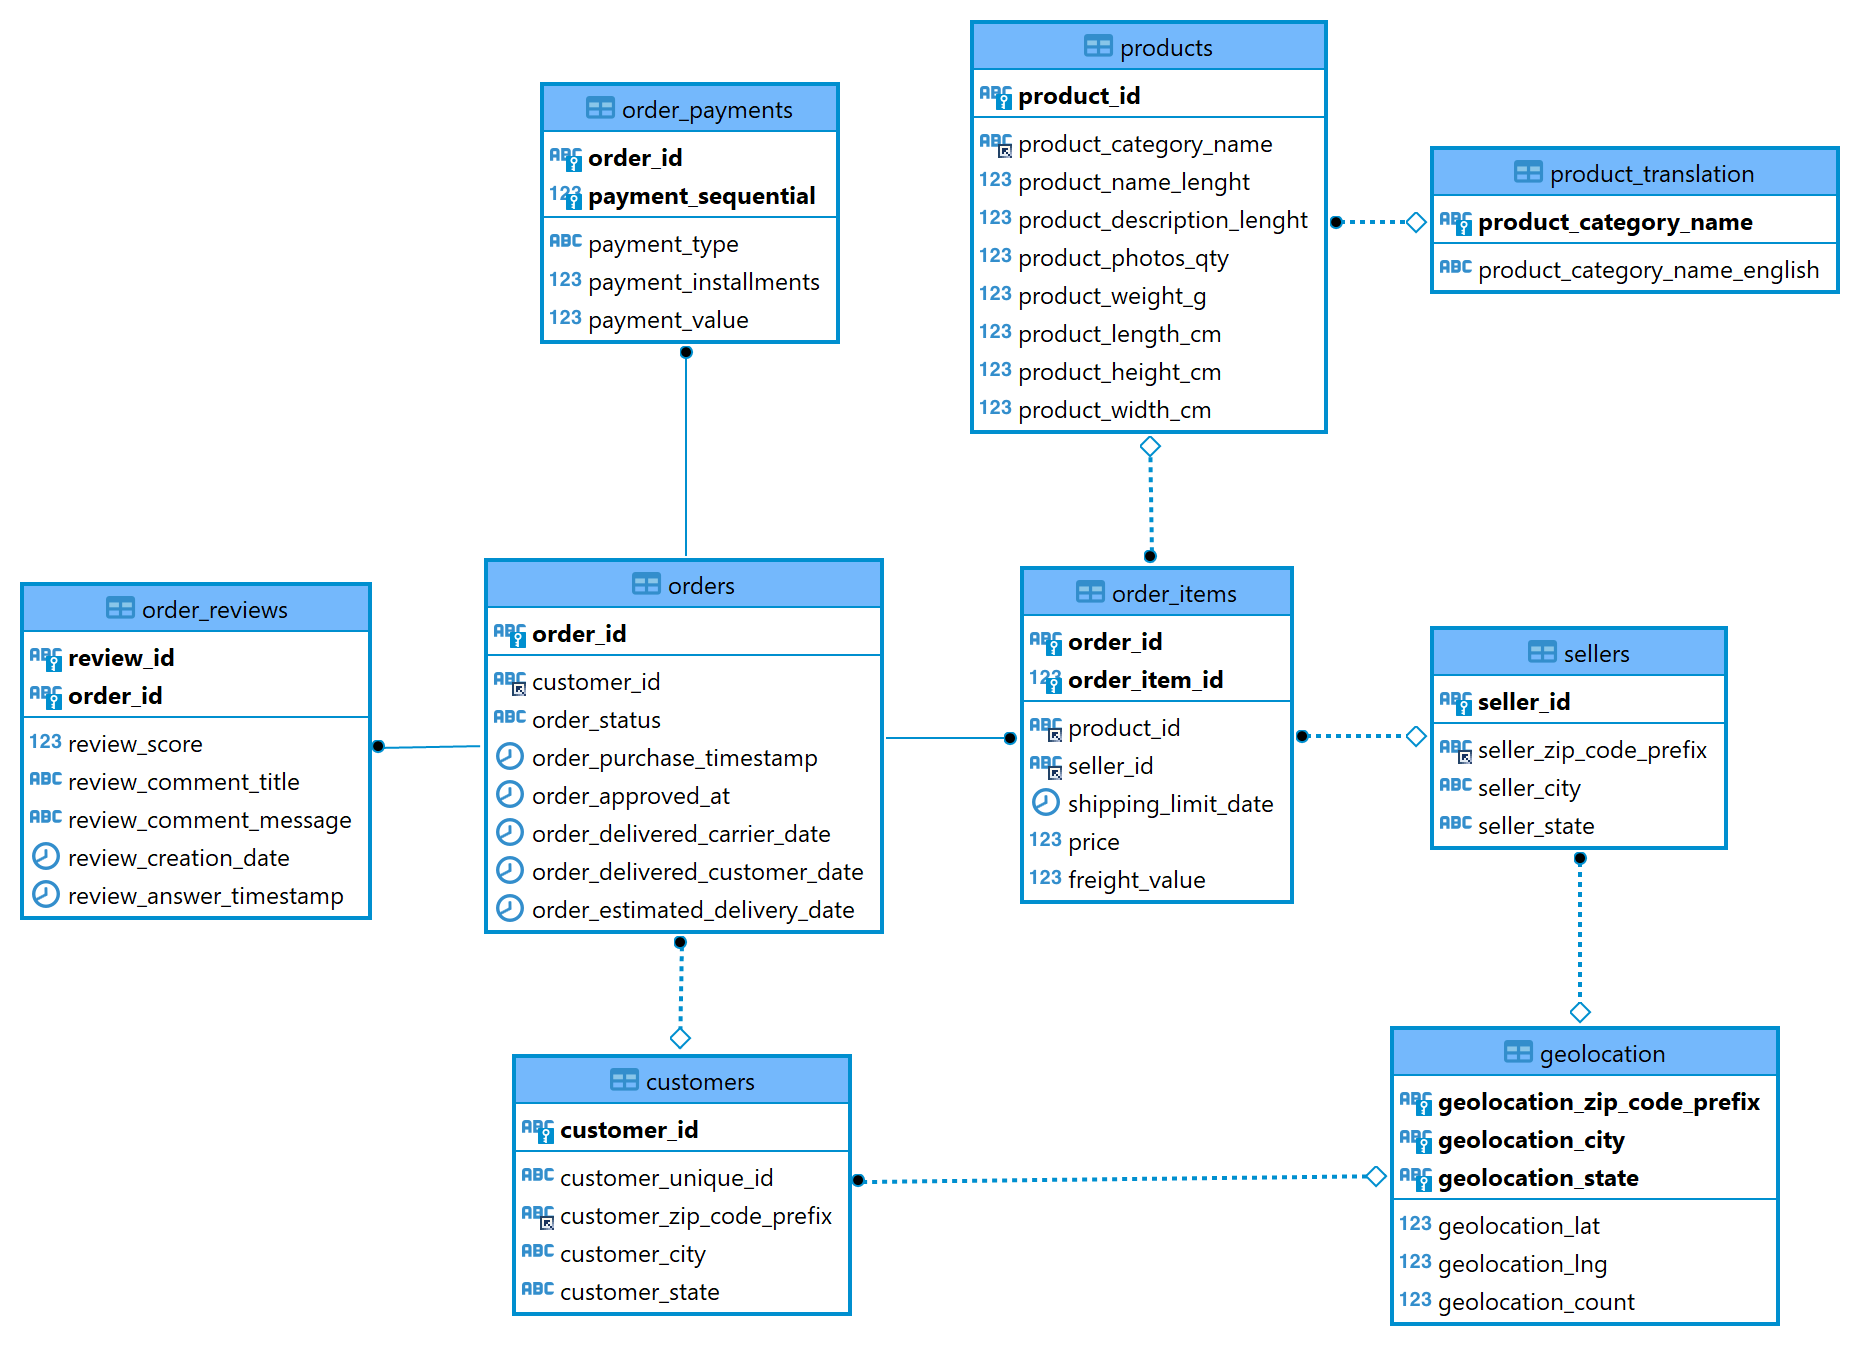 products
ABC product_id
ABC product_category_name
123 product_name_lenght
123 product_description_lenght
123 product_photos_qty
123 product_weight_g
123 product_length_cm
123 product_height_cm
123 product_width_cm
order_payments
ABC order_id
123 payment_sequential
ABC payment_type
123 payment_installments
123 payment_value
product_translation
ABC product_category_name
ABC product_category_name_english
order_reviews
ABC review_id
ABC order_id
123 review_score
ABC review_comment_title
ABC review_comment_message
review_creation_date
review_answer_timestamp
orders
ABC order_id
ABC customer_id
ABC order_status
order_purchase_timestamp
order_approved_at
order_delivered_carrier_date
order_delivered_customer_date
order_estimated_delivery_date
order_items
ABC order_id
123 order_item_id
ABC product_id
ABC seller_id
shipping_limit_date
123 price
123 freight_value
sellers
ABC seller_id
ABC seller_zip_code_prefix
ABC seller_city
ABC seller_state
customers
ABC customer_id
ABC customer_unique_id
ABC customer_zip_code_prefix
ABC customer_city
ABC customer_state
geolocation
ABC geolocation_zip_code_prefix
ABC geolocation_city
ABC geolocation_state
123 geolocation_lat
123 geolocation_lng
123 geolocation_count